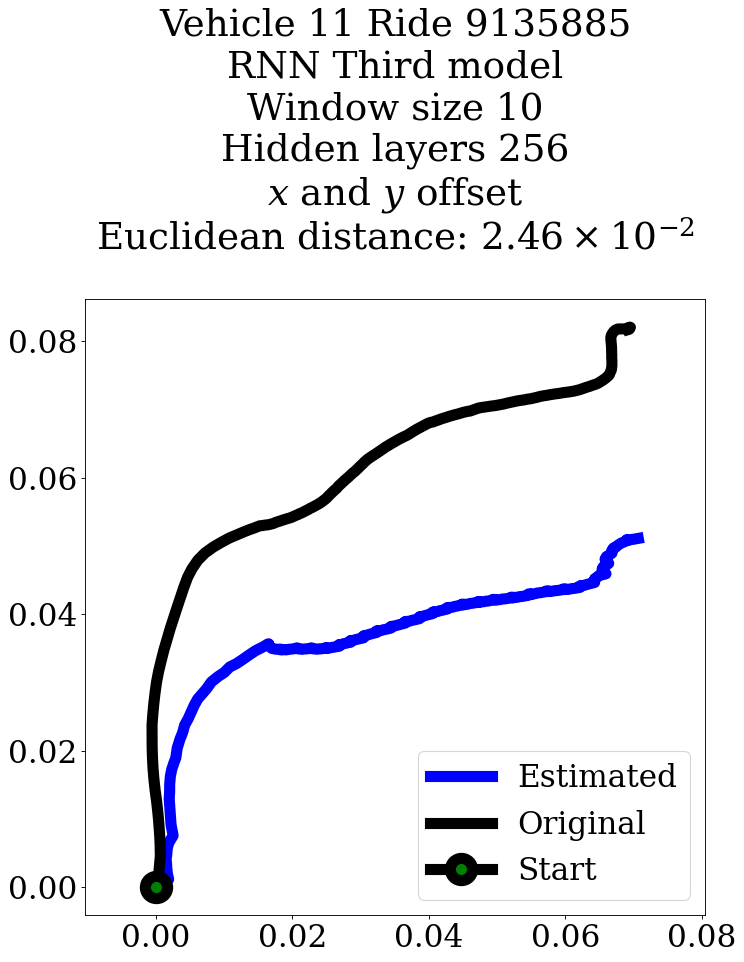 Vehicle 11 Ride 9135885
RNN Third model
Window size 10
Hidden layers 256
x and y offset
Euclidean distance: 2.46 × 10⁻²
0.08
0.06
0.04
0.02
0.00
Estimated
Original
Start
0.00 0.02 0.04 0.06 0.08